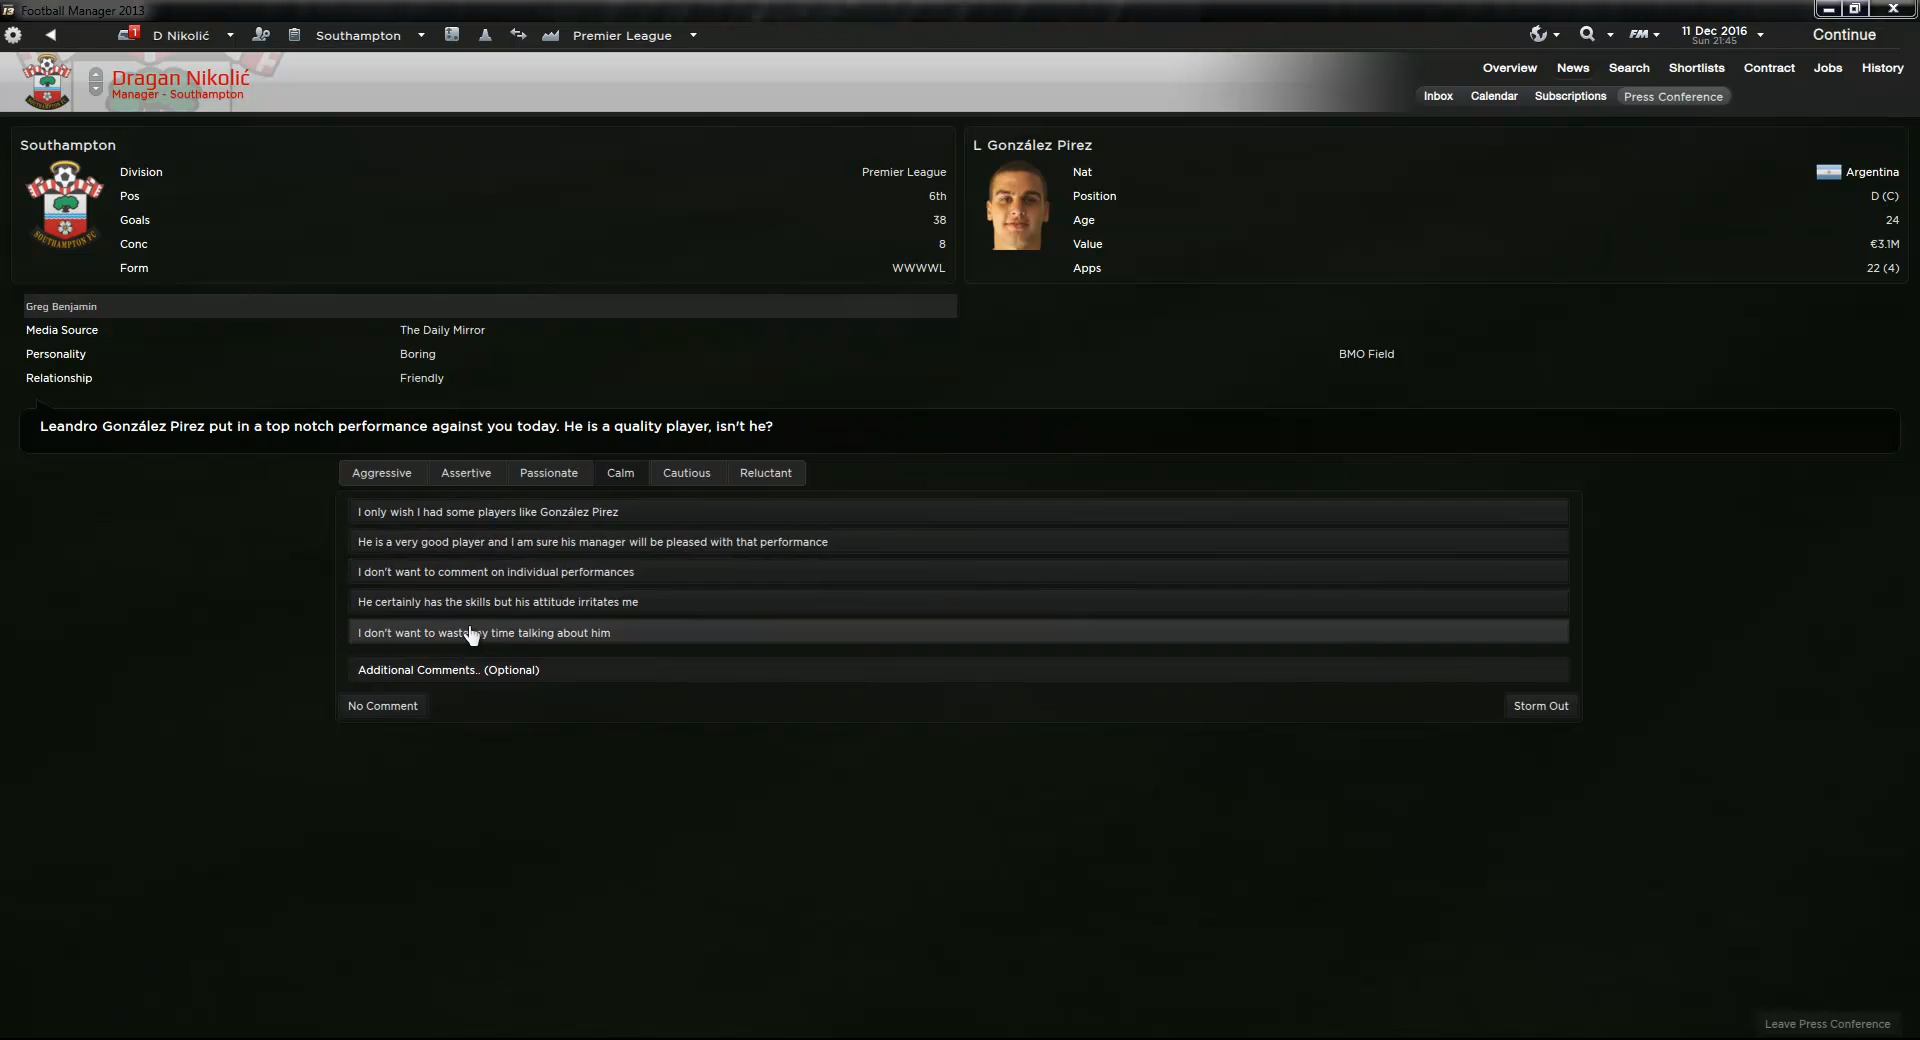 Football Manager 2013
1 D Nikolić Southampton Premier League FM 11 Dec 2016 Continue
Sun 21:45
Dragan Nikolić
Manager - Southampton
Overview News Search Shortlists Contract Jobs History
Inbox Calendar Subscriptions Press Conference
Southampton
Division Premier League
Pos 6th
Goals 38
Conc 8
Form WWWWL
L González Pirez
Nat Argentina
Position D (C)
Age 24
Value €3.1M
Apps 22 (4)
Greg Benjamin
Media Source The Daily Mirror
Personality Boring
Relationship Friendly
BMO Field
Leandro González Pirez put in a top notch performance against you today. He is a quality player, isn't he?
Aggressive Assertive Passionate Calm Cautious Reluctant
I only wish I had some players like González Pirez
He is a very good player and I am sure his manager will be pleased with that performance
I don't want to comment on individual performances
He certainly has the skills but his attitude irritates me
I don't want to waste my time talking about him
Additional Comments.. (Optional)
No Comment Storm Out
Leave Press Conference